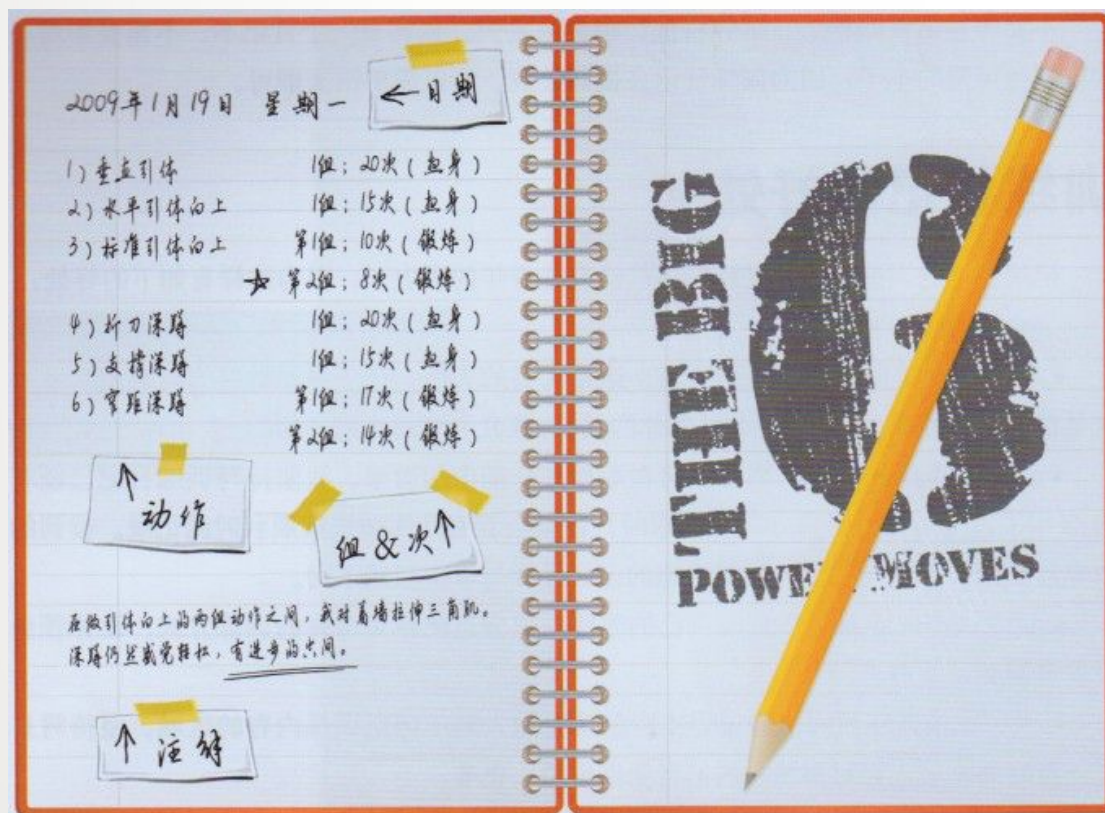 2009年1月19日 星期一
←日期
1) 垂直引体 1组；20次（热身）
2) 水平引体向上 1组；15次（热身）
3) 标准引体向上 第1组；10次（锻炼）
☆ 第2组；8次（锻炼）
4) 折刀深蹲 1组；20次（热身）
5) 支撑深蹲 1组；15次（热身）
6) 窄距深蹲 第1组；17次（锻炼）
第2组；14次（锻炼）
↑动作
组&次↑
在做引体向上的两组动作之间，我对着墙拉伸三角肌。
深蹲仍然感觉轻松，有进步的空间。
↑注释
THE BIG
6
POWER MOVES